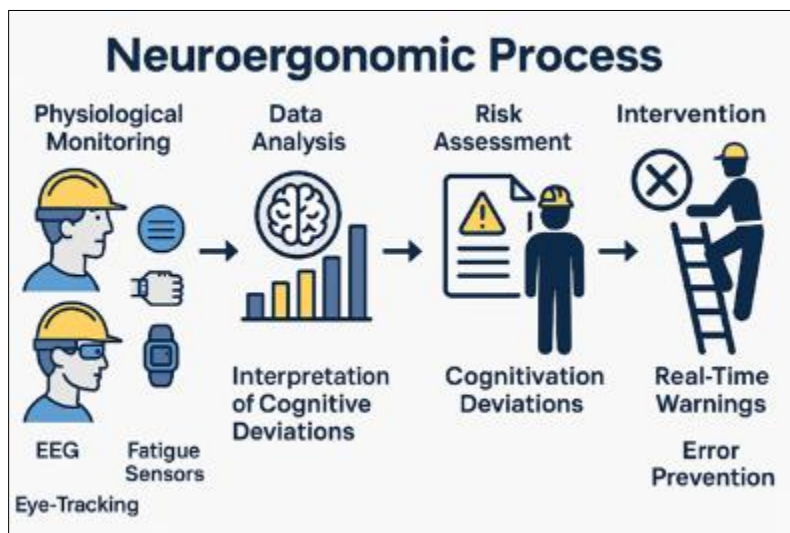 Neuroergonomic Process
Physiological
Monitoring
Data
Analysis
Risk
Assessment
Intervention
Interpretation
of Cognitive
Deviations
Cognitivation
Deviations
Real-Time
Warnings
EEG
Fatigue
Sensors
Error
Prevention
Eye-Tracking